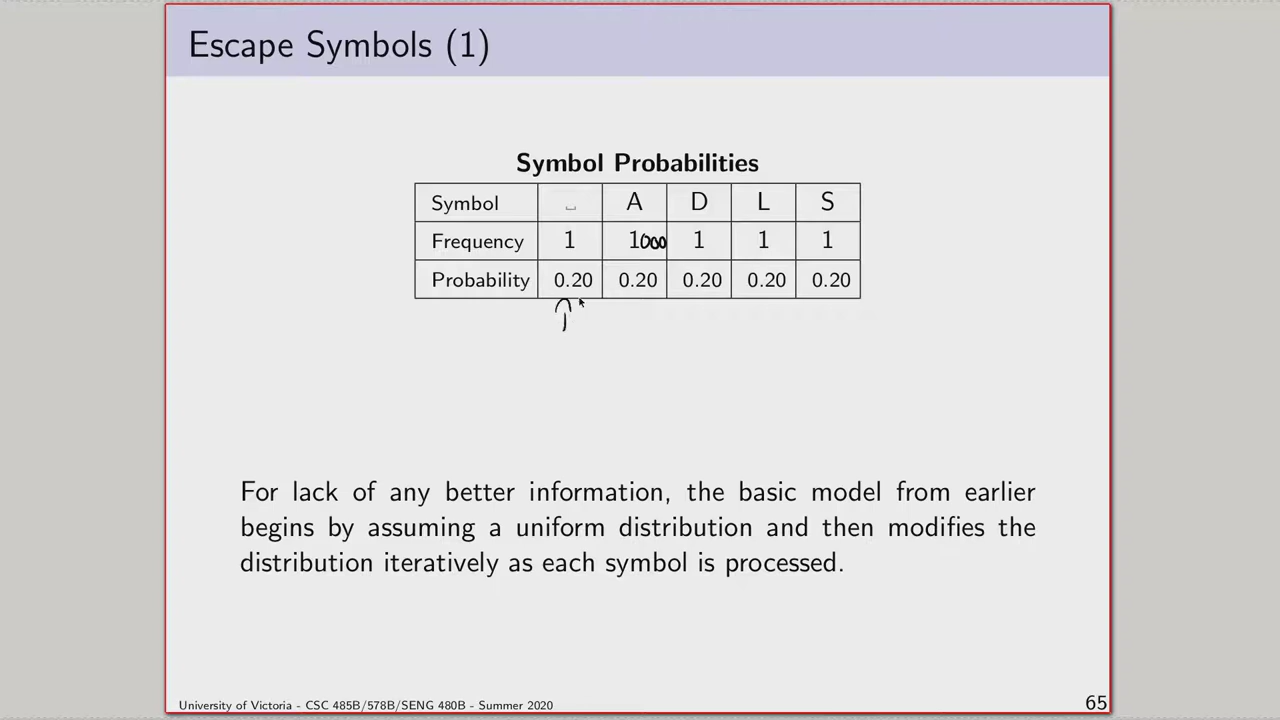 Escape Symbols (1)
Symbol Probabilities
Symbol ␣ A D L S
Frequency 1 1000 1 1 1
Probability 0.20 0.20 0.20 0.20 0.20
For lack of any better information, the basic model from earlier
begins by assuming a uniform distribution and then modifies the
distribution iteratively as each symbol is processed.
University of Victoria - CSC 485B/578B/SENG 480B - Summer 2020
65